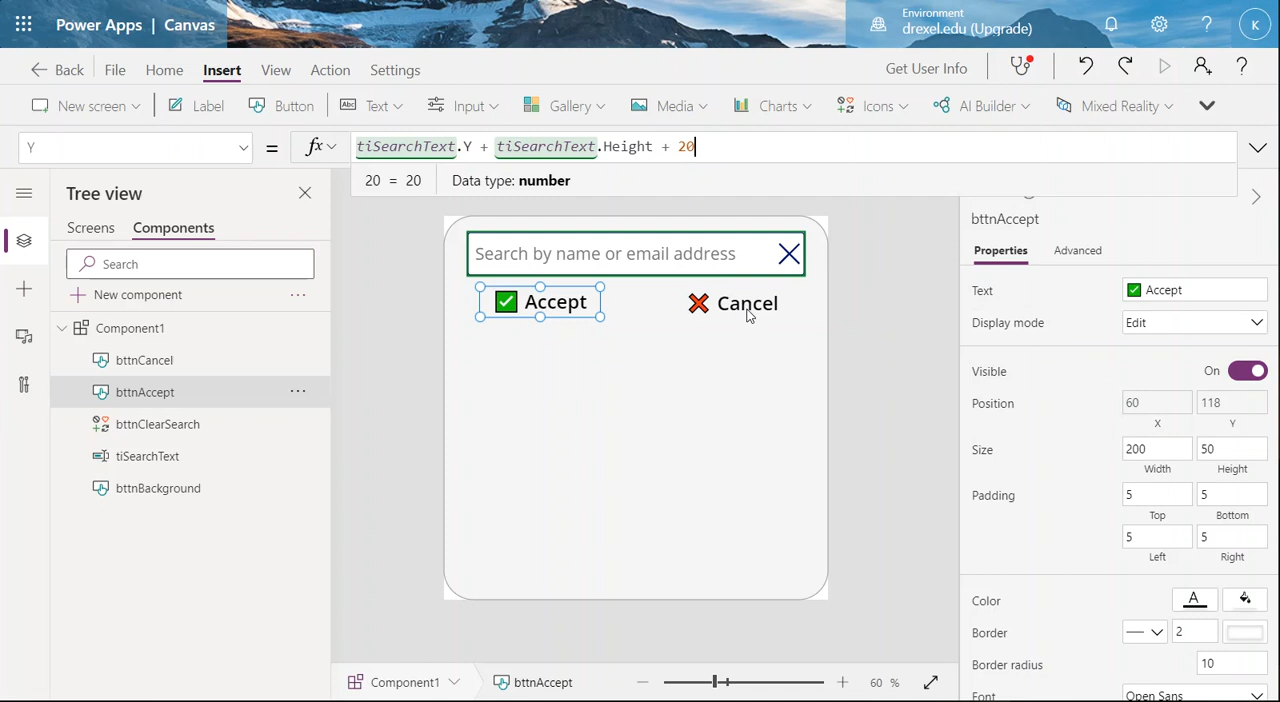 Power Apps | Canvas
Environment
drexel.edu (Upgrade)
?
K
Back File Home Insert View Action Settings
Get User Info
?
New screen Label Button Text Input Gallery Media Charts Icons AI Builder Mixed Reality
Abc
Y = fx tiSearchText.Y + tiSearchText.Height + 20
20 = 20 Data type: number
Tree view
Screens Components
Search
New component ...
Component1
bttnCancel
bttnAccept ...
bttnClearSearch
tiSearchText
bttnBackground
Search by name or email address
Accept
Cancel
bttnAccept
Properties Advanced
Text Accept
Display mode Edit
Visible On
Position 60 118
X Y
Size 200 50
Width Height
Padding 5 5
Top Bottom
5 5
Left Right
Color A
Border 2
Border radius 10
Font Open Sans
Component1 bttnAccept
60 %